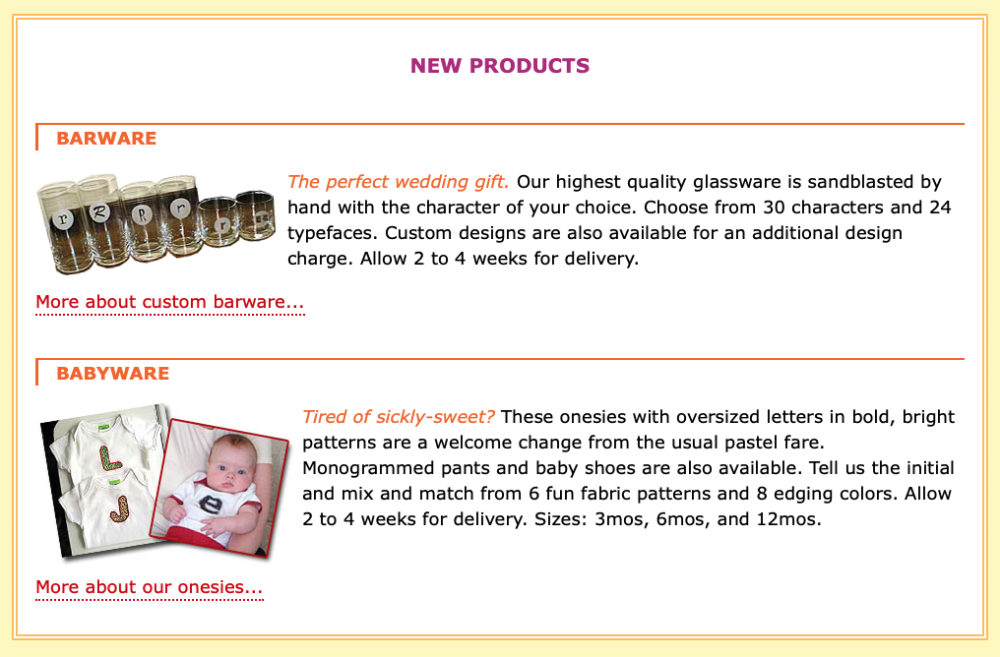 NEW PRODUCTS
BARWARE
r R R r r R
The perfect wedding gift. Our highest quality glassware is sandblasted by
hand with the character of your choice. Choose from 30 characters and 24
typefaces. Custom designs are also available for an additional design
charge. Allow 2 to 4 weeks for delivery.
More about custom barware...
BABYWARE
L
J
e
Tired of sickly-sweet? These onesies with oversized letters in bold, bright
patterns are a welcome change from the usual pastel fare.
Monogrammed pants and baby shoes are also available. Tell us the initial
and mix and match from 6 fun fabric patterns and 8 edging colors. Allow
2 to 4 weeks for delivery. Sizes: 3mos, 6mos, and 12mos.
More about our onesies...